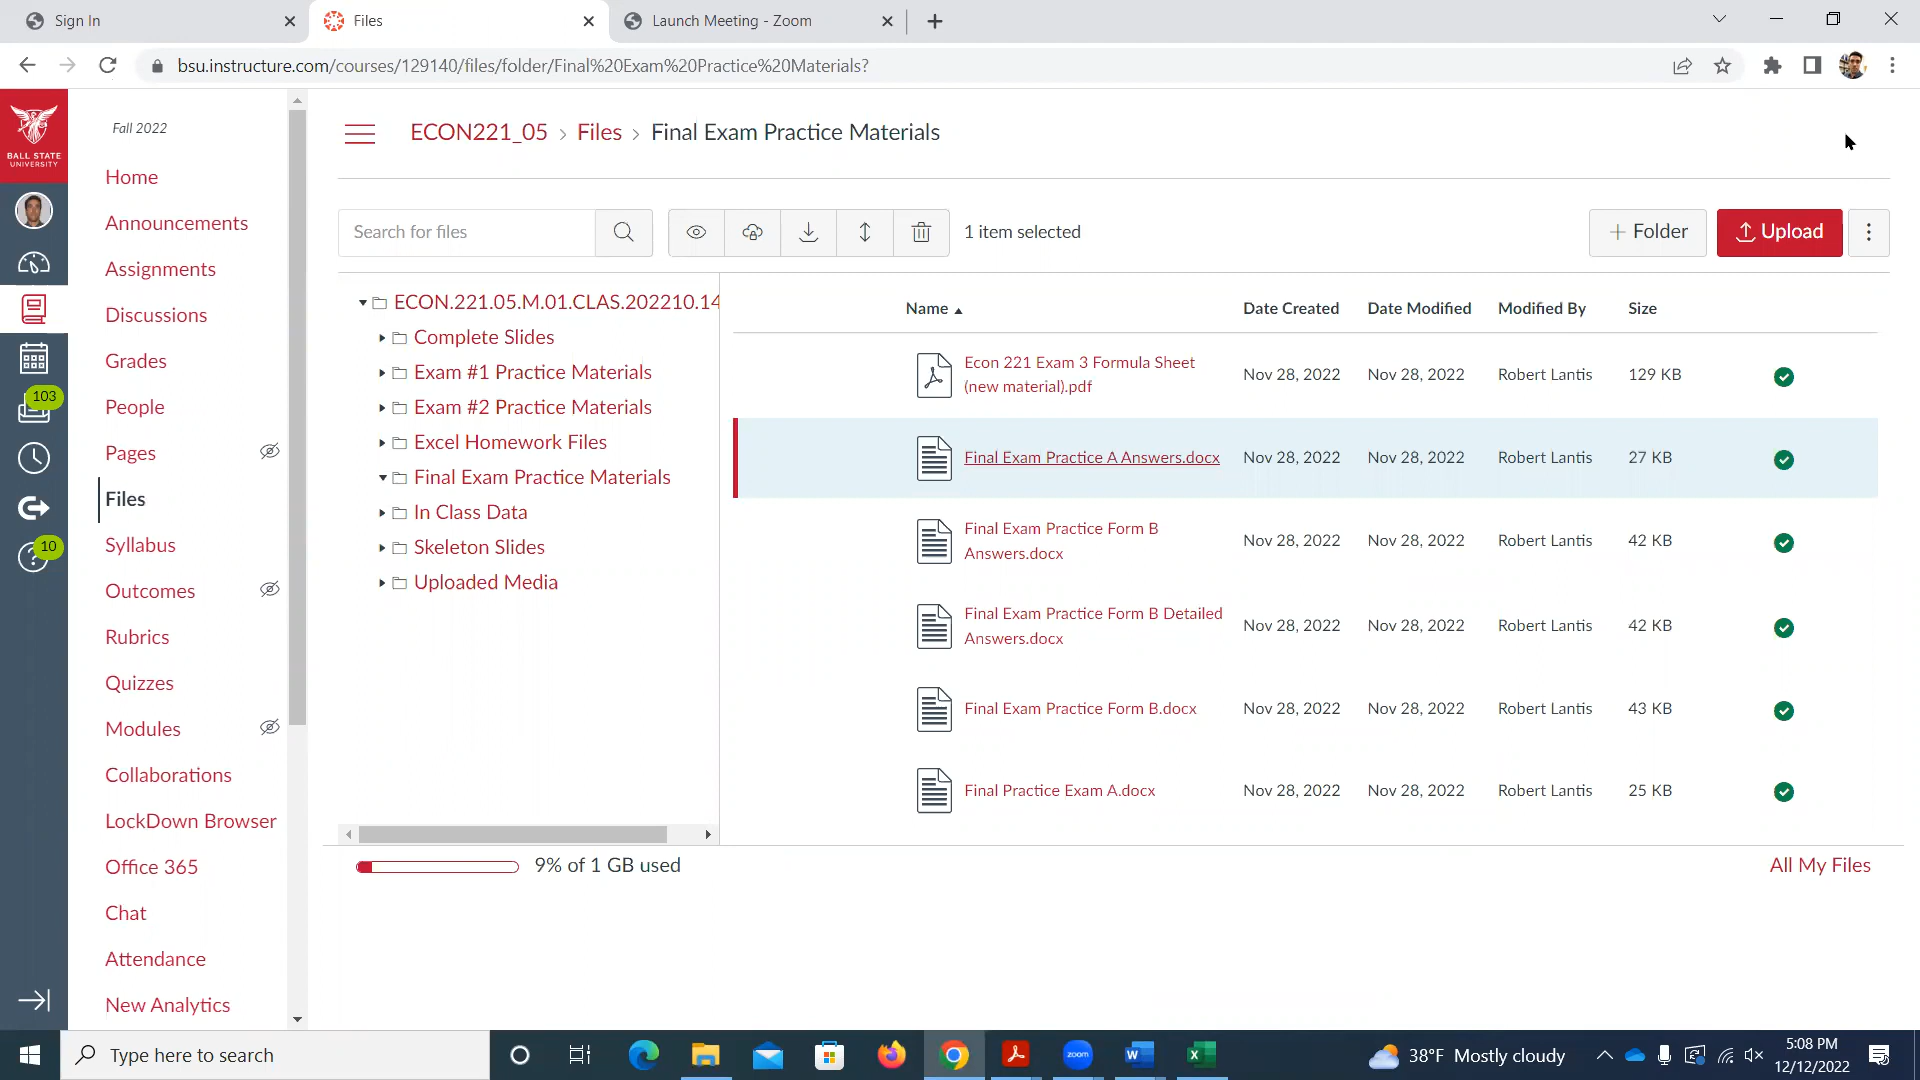 Sign In
Files
Launch Meeting - Zoom
bsu.instructure.com/courses/129140/files/folder/Final%20Exam%20Practice%20Materials?
BALL STATE
UNIVERSITY
103
10
Fall 2022
Home
Announcements
Assignments
Discussions
Grades
People
Pages
Files
Syllabus
Outcomes
Rubrics
Quizzes
Modules
Collaborations
LockDown Browser
Office 365
Chat
Attendance
New Analytics
ECON221_05 › Files › Final Exam Practice Materials
Search for files
1 item selected
+ Folder
Upload
ECON.221.05.M.01.CLAS.202210.14
Complete Slides
Exam #1 Practice Materials
Exam #2 Practice Materials
Excel Homework Files
Final Exam Practice Materials
In Class Data
Skeleton Slides
Uploaded Media
Name Date Created Date Modified Modified By Size
Econ 221 Exam 3 Formula Sheet
(new material).pdf
Nov 28, 2022 Nov 28, 2022 Robert Lantis 129 KB
Final Exam Practice A Answers.docx Nov 28, 2022 Nov 28, 2022 Robert Lantis 27 KB
Final Exam Practice Form B
Answers.docx
Nov 28, 2022 Nov 28, 2022 Robert Lantis 42 KB
Final Exam Practice Form B Detailed
Answers.docx
Nov 28, 2022 Nov 28, 2022 Robert Lantis 42 KB
Final Exam Practice Form B.docx Nov 28, 2022 Nov 28, 2022 Robert Lantis 43 KB
Final Practice Exam A.docx Nov 28, 2022 Nov 28, 2022 Robert Lantis 25 KB
9% of 1 GB used
All My Files
Type here to search
zoom
38°F Mostly cloudy
5:08 PM
12/12/2022